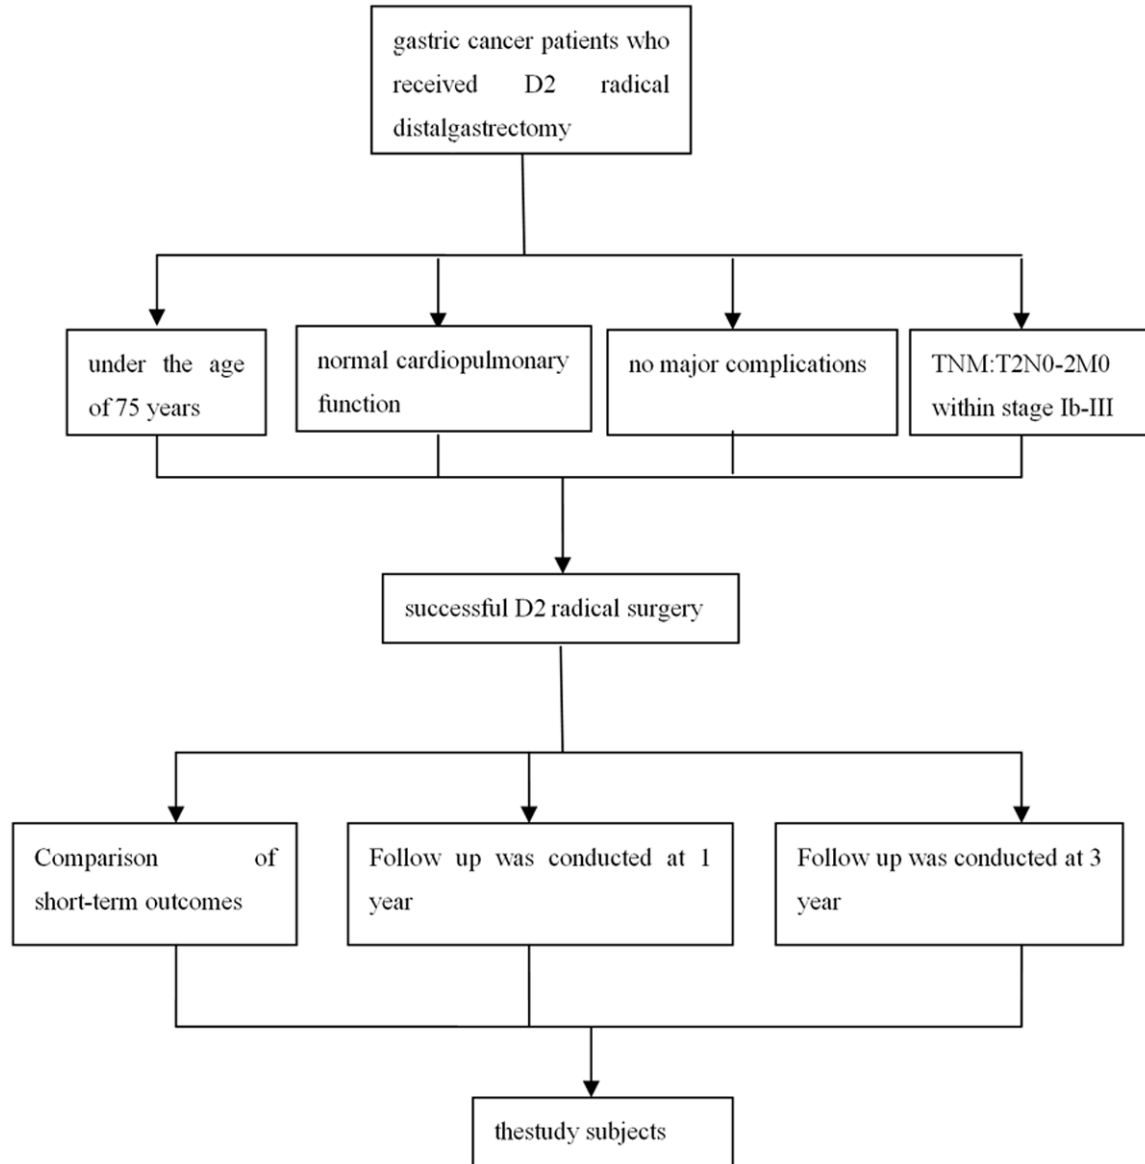 gastric cancer patients who
received D2 radical
distalgastrectomy
under the age
of 75 years
normal cardiopulmonary
function
no major complications
TNM:T2N0-2M0
within stage Ib-III
successful D2 radical surgery
Comparison of
short-term outcomes
Follow up was conducted at 1
year
Follow up was conducted at 3
year
thestudy subjects